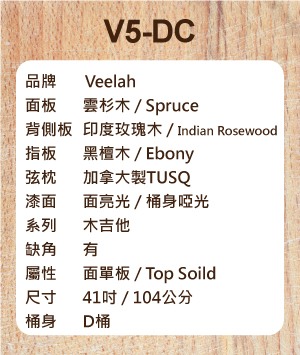 V5-DC
品牌 Veelah
面板 雲杉木 / Spruce
背側板 印度玫瑰木 / Indian Rosewood
指板 黑檀木 / Ebony
弦枕 加拿大製TUSQ
漆面 面亮光 / 桶身啞光
系列 木吉他
缺角 有
屬性 面單板 / Top Soild
尺寸 41吋 / 104公分
桶身 D桶